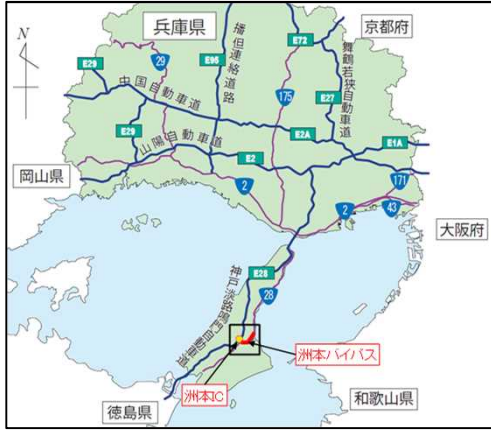 兵庫県
京都府
N
E29
29
播但連絡道路
E95
E72
舞鶴若狭自動車道
中国自動車道
175
E27
E29
山陽自動車道
E2A
E1A
E2
岡山県
2
171
2
43
大阪府
神戸淡路鳴門自動車道
E28
28
洲本バイパス
洲本IC
徳島県
和歌山県